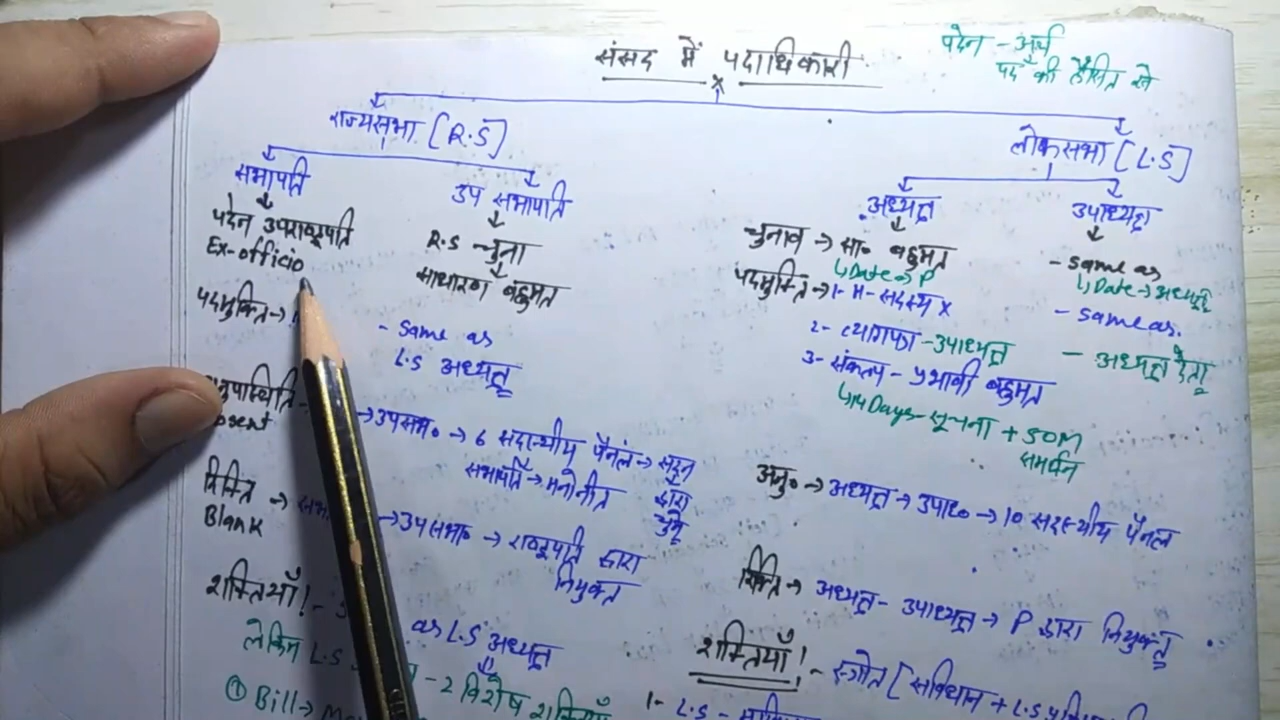 संसद में पदाधिकारी
पदेन - अर्थ
पद की हैसियत से
राज्यसभा [R.S]
लोकसभा [L.S]
सभापति
उप सभापति
अध्यक्ष
उपाध्यक्ष
पदेन उपराष्ट्रपति
Ex-officio
R.S चुना
साधारण बहुमत
चुनाव → सा० बहुमत
↳Date → P
- same as
↳Date → अध्यक्ष
पदमुक्ति →
- same as
L.S अध्यक्ष
पदमुक्ति → 1- H - सदस्य x
2- त्यागपत्र - उपाध्यक्ष
3- संकल्प - प्रभावी बहुमत
↳14 Days - सूचना + 50M
समर्थन
- same as.
- अध्यक्ष देता
→ उपसभा० → 6 सदस्यीय पैनल → सदन
सभापति → मनोनीत
द्वारा
चुने
अनु० → अध्यक्ष → उपाध० → 10 सदस्यीय पैनल
रिक्ति →
Blank
→ उपसभा० → राष्ट्रपति द्वारा
नियुक्त
रिक्ति → अध्यक्ष - उपाध्यक्ष → P द्वारा नियुक्त
शक्तियाँ! -
as L.S अध्यक्ष
लेकिन L.S
- 2 विशेष शक्तियाँ
① Bill →
शक्तियाँ! - स्त्रोत [संविधान + L.S
1- L.S -